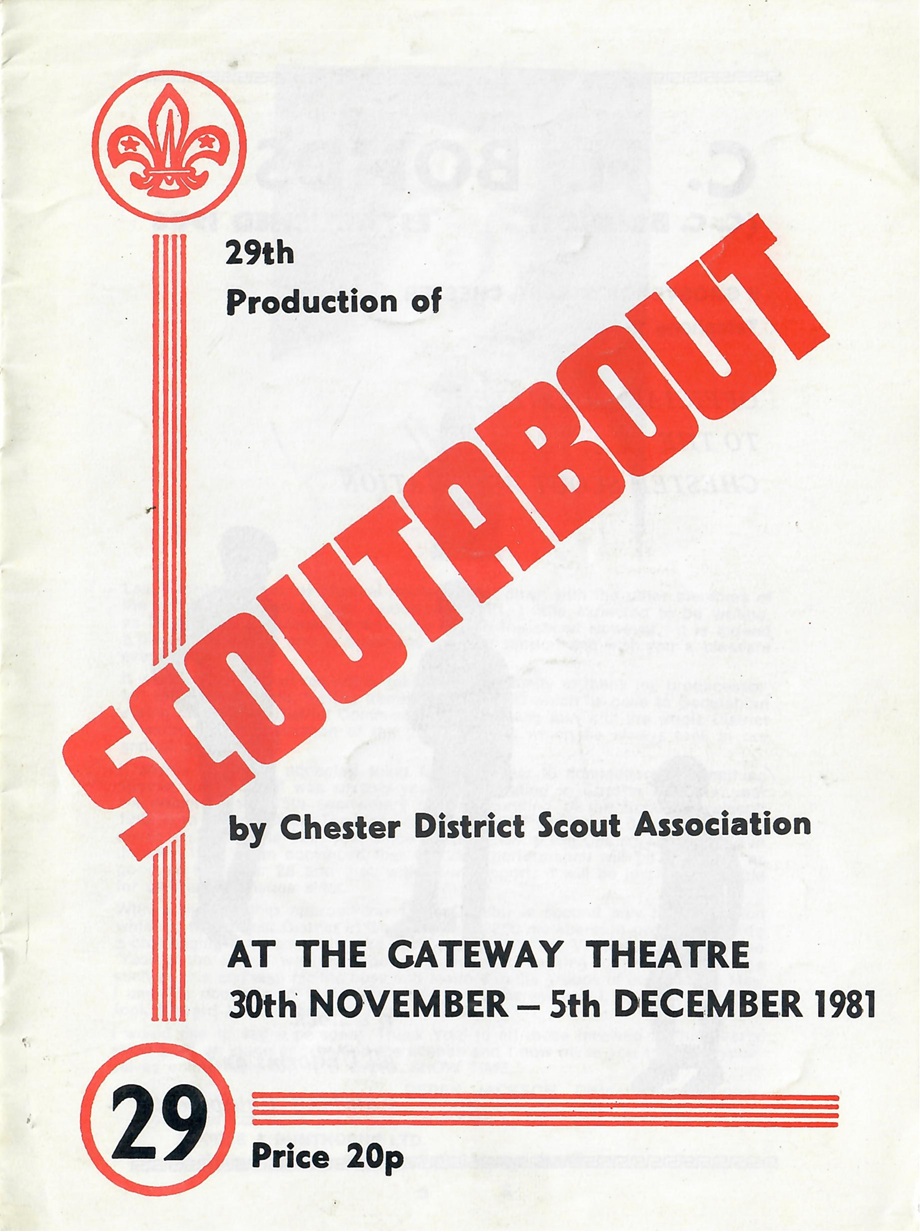 29th
Production of
SCOUTABOUT
by Chester District Scout Association
AT THE GATEWAY THEATRE
30th NOVEMBER – 5th DECEMBER 1981
29
Price 20p